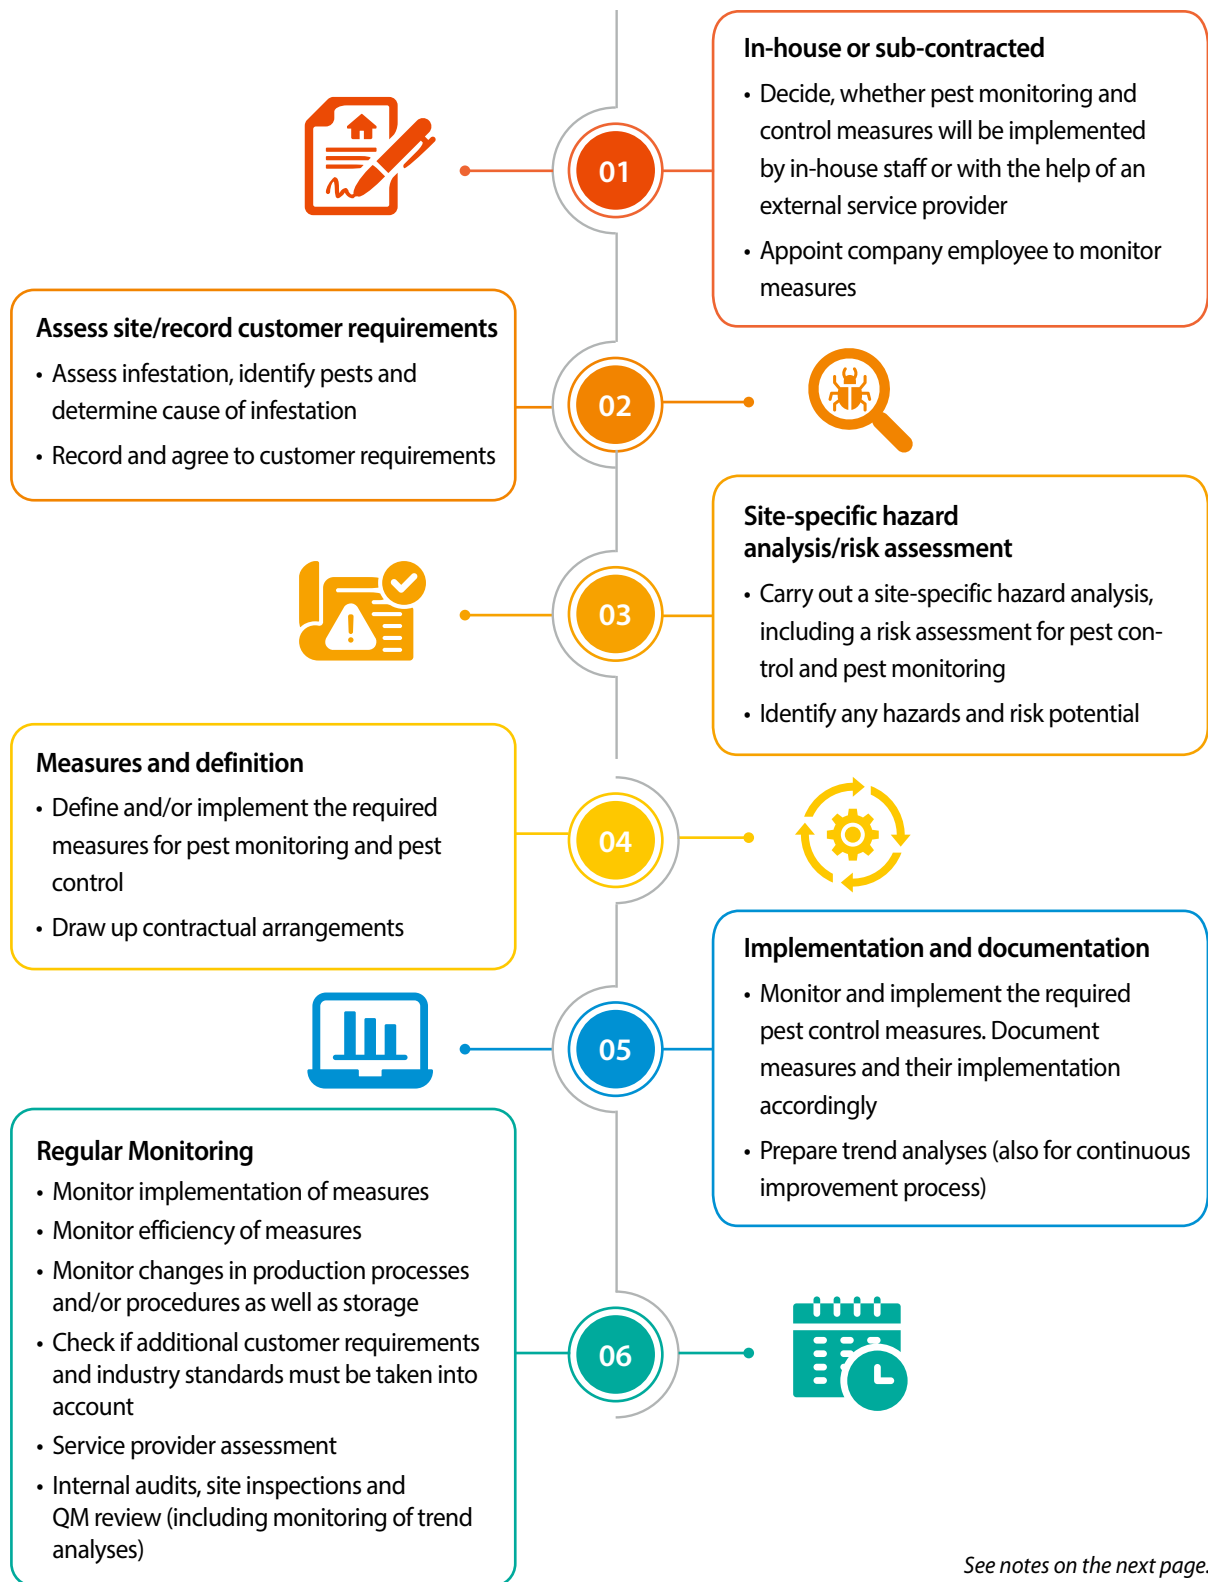 In-house or sub-contracted
• Decide, whether pest monitoring and
control measures will be implemented
by in-house staff or with the help of an
external service provider
• Appoint company employee to monitor
measures
01
Assess site/record customer requirements
• Assess infestation, identify pests and
determine cause of infestation
• Record and agree to customer requirements
02
Site-specific hazard
analysis/risk assessment
• Carry out a site-specific hazard analysis,
including a risk assessment for pest con-
trol and pest monitoring
• Identify any hazards and risk potential
03
Measures and definition
• Define and/or implement the required
measures for pest monitoring and pest
control
• Draw up contractual arrangements
04
Implementation and documentation
• Monitor and implement the required
pest control measures. Document
measures and their implementation
accordingly
• Prepare trend analyses (also for continuous
improvement process)
05
Regular Monitoring
• Monitor implementation of measures
• Monitor efficiency of measures
• Monitor changes in production processes
and/or procedures as well as storage
• Check if additional customer requirements
and industry standards must be taken into
account
• Service provider assessment
• Internal audits, site inspections and
QM review (including monitoring of trend
analyses)
06
See notes on the next page.